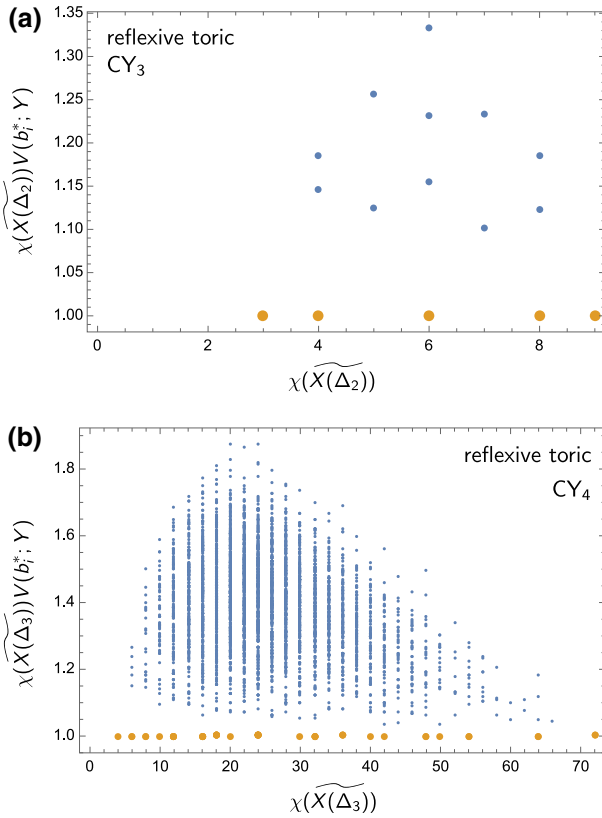 (a)
reflexive toric
CY₃
χ(X̃(Δ₂))V(b*ᵢ; Y)
1.35
1.30
1.25
1.20
1.15
1.10
1.05
1.00
0 2 4 6 8
χ(X̃(Δ₂))
(b)
reflexive toric
CY₄
χ(X̃(Δ₃))V(b*ᵢ; Y)
1.8
1.6
1.4
1.2
1.0
0 10 20 30 40 50 60 70
χ(X̃(Δ₃))